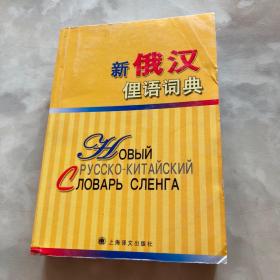 新 俄汉
俚语词典
Новый
русско-китайский
словарь сленга
上海译文出版社